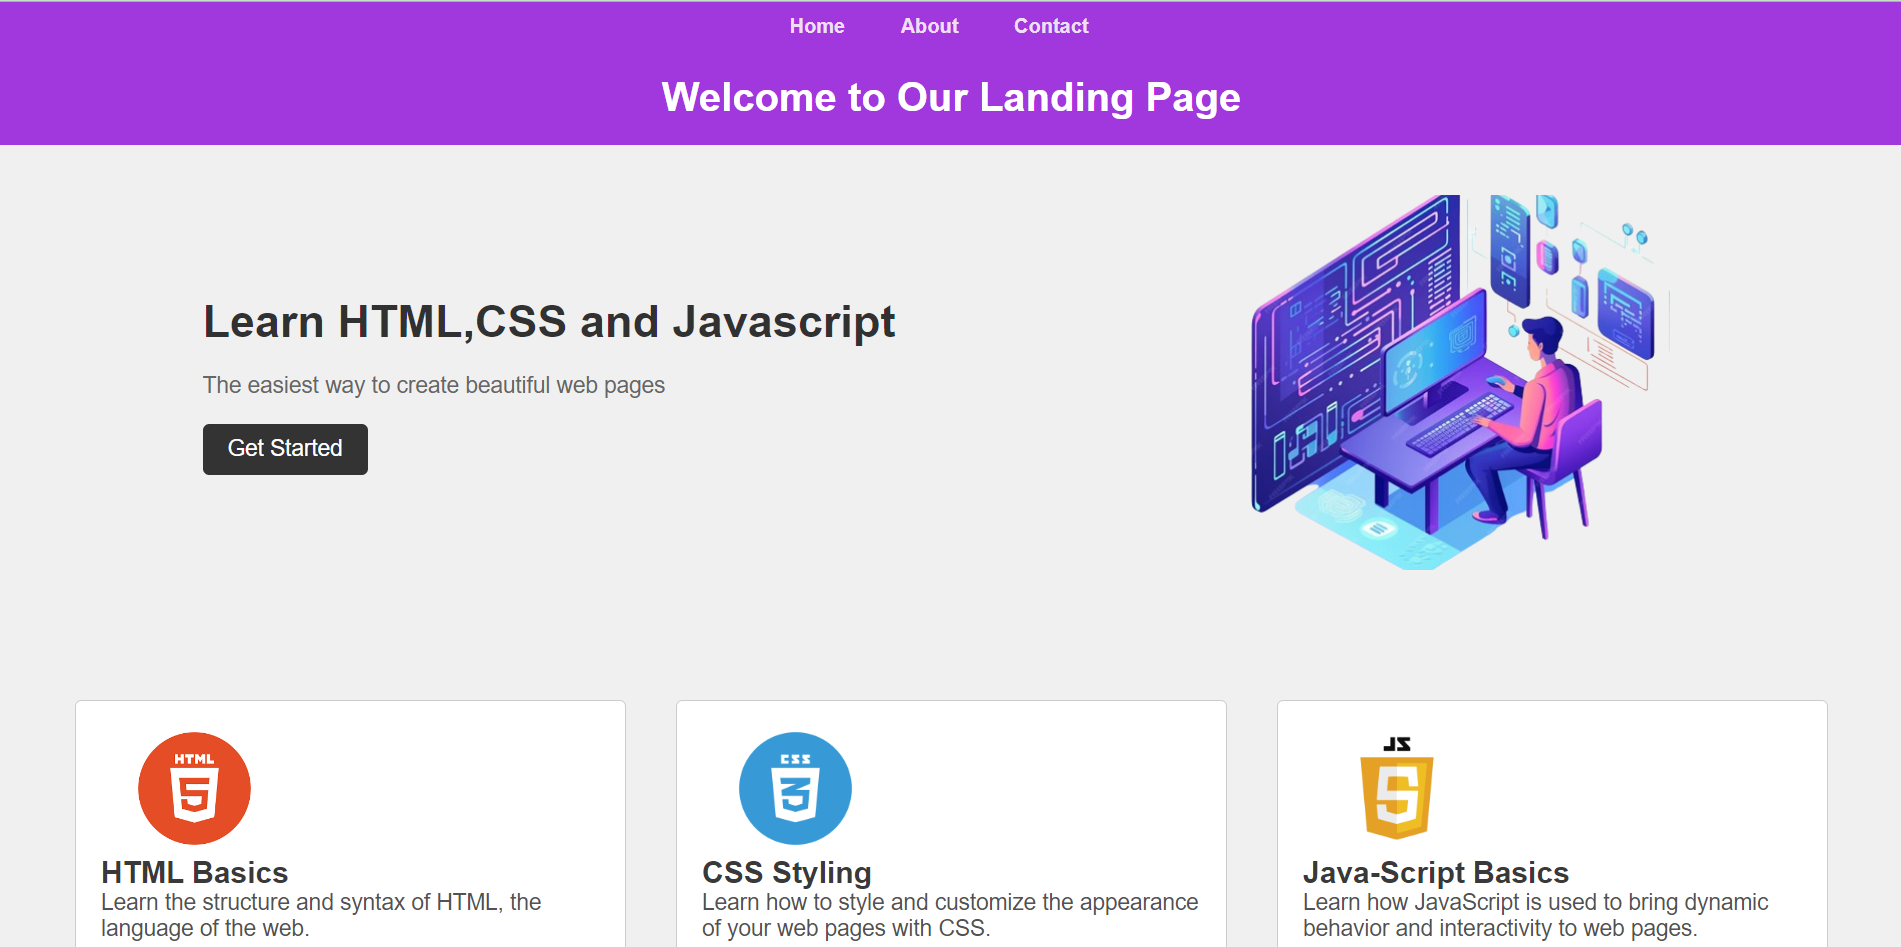 Home About Contact
Welcome to Our Landing Page
Learn HTML,CSS and Javascript
The easiest way to create beautiful web pages
Get Started
HTML
5
HTML Basics
Learn the structure and syntax of HTML, the
language of the web.
CSS
3
CSS Styling
Learn how to style and customize the appearance
of your web pages with CSS.
JS
Java-Script Basics
Learn how JavaScript is used to bring dynamic
behavior and interactivity to web pages.